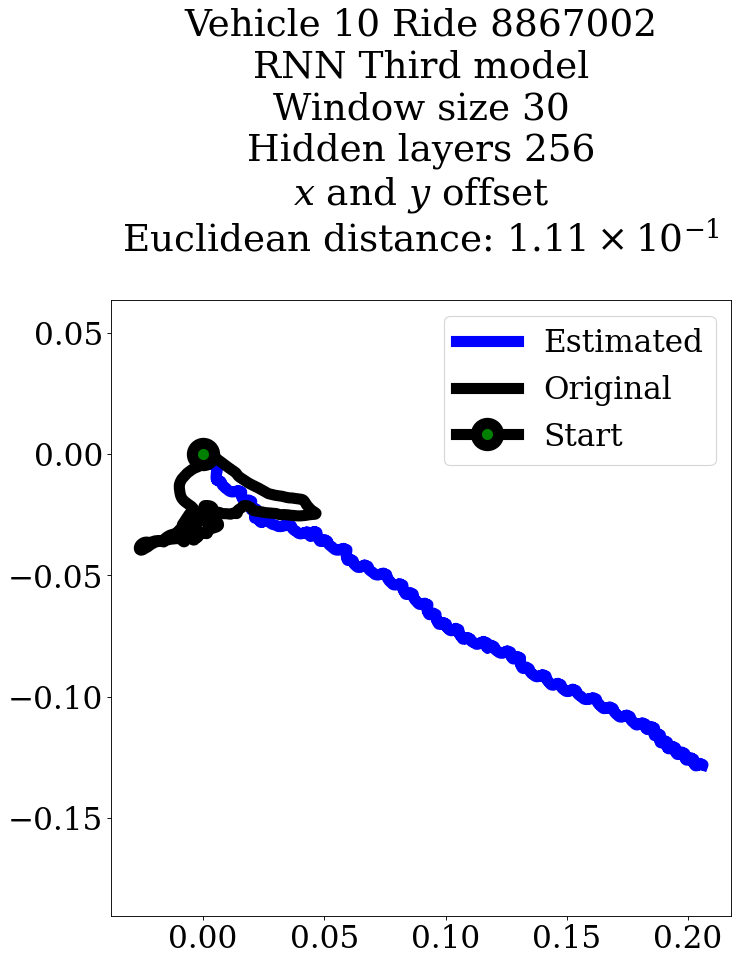 Vehicle 10 Ride 8867002
RNN Third model
Window size 30
Hidden layers 256
x and y offset
Euclidean distance: 1.11 × 10⁻¹
Estimated
Original
Start
0.05
0.00
−0.05
−0.10
−0.15
0.00 0.05 0.10 0.15 0.20